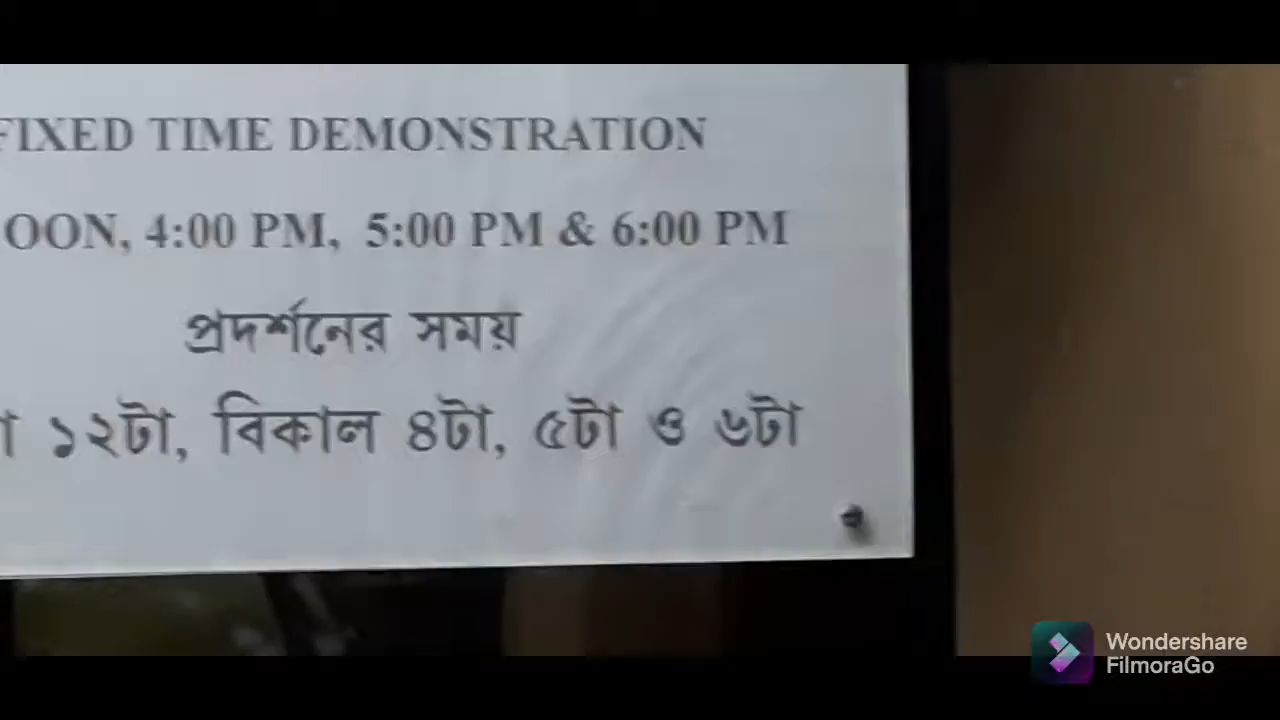 FIXED TIME DEMONSTRATION
OON, 4:00 PM, 5:00 PM & 6:00 PM
প্রদর্শনের সময়
১২টা, বিকাল ৪টা, ৫টা ও ৬টা
Wondershare
FilmoraGo